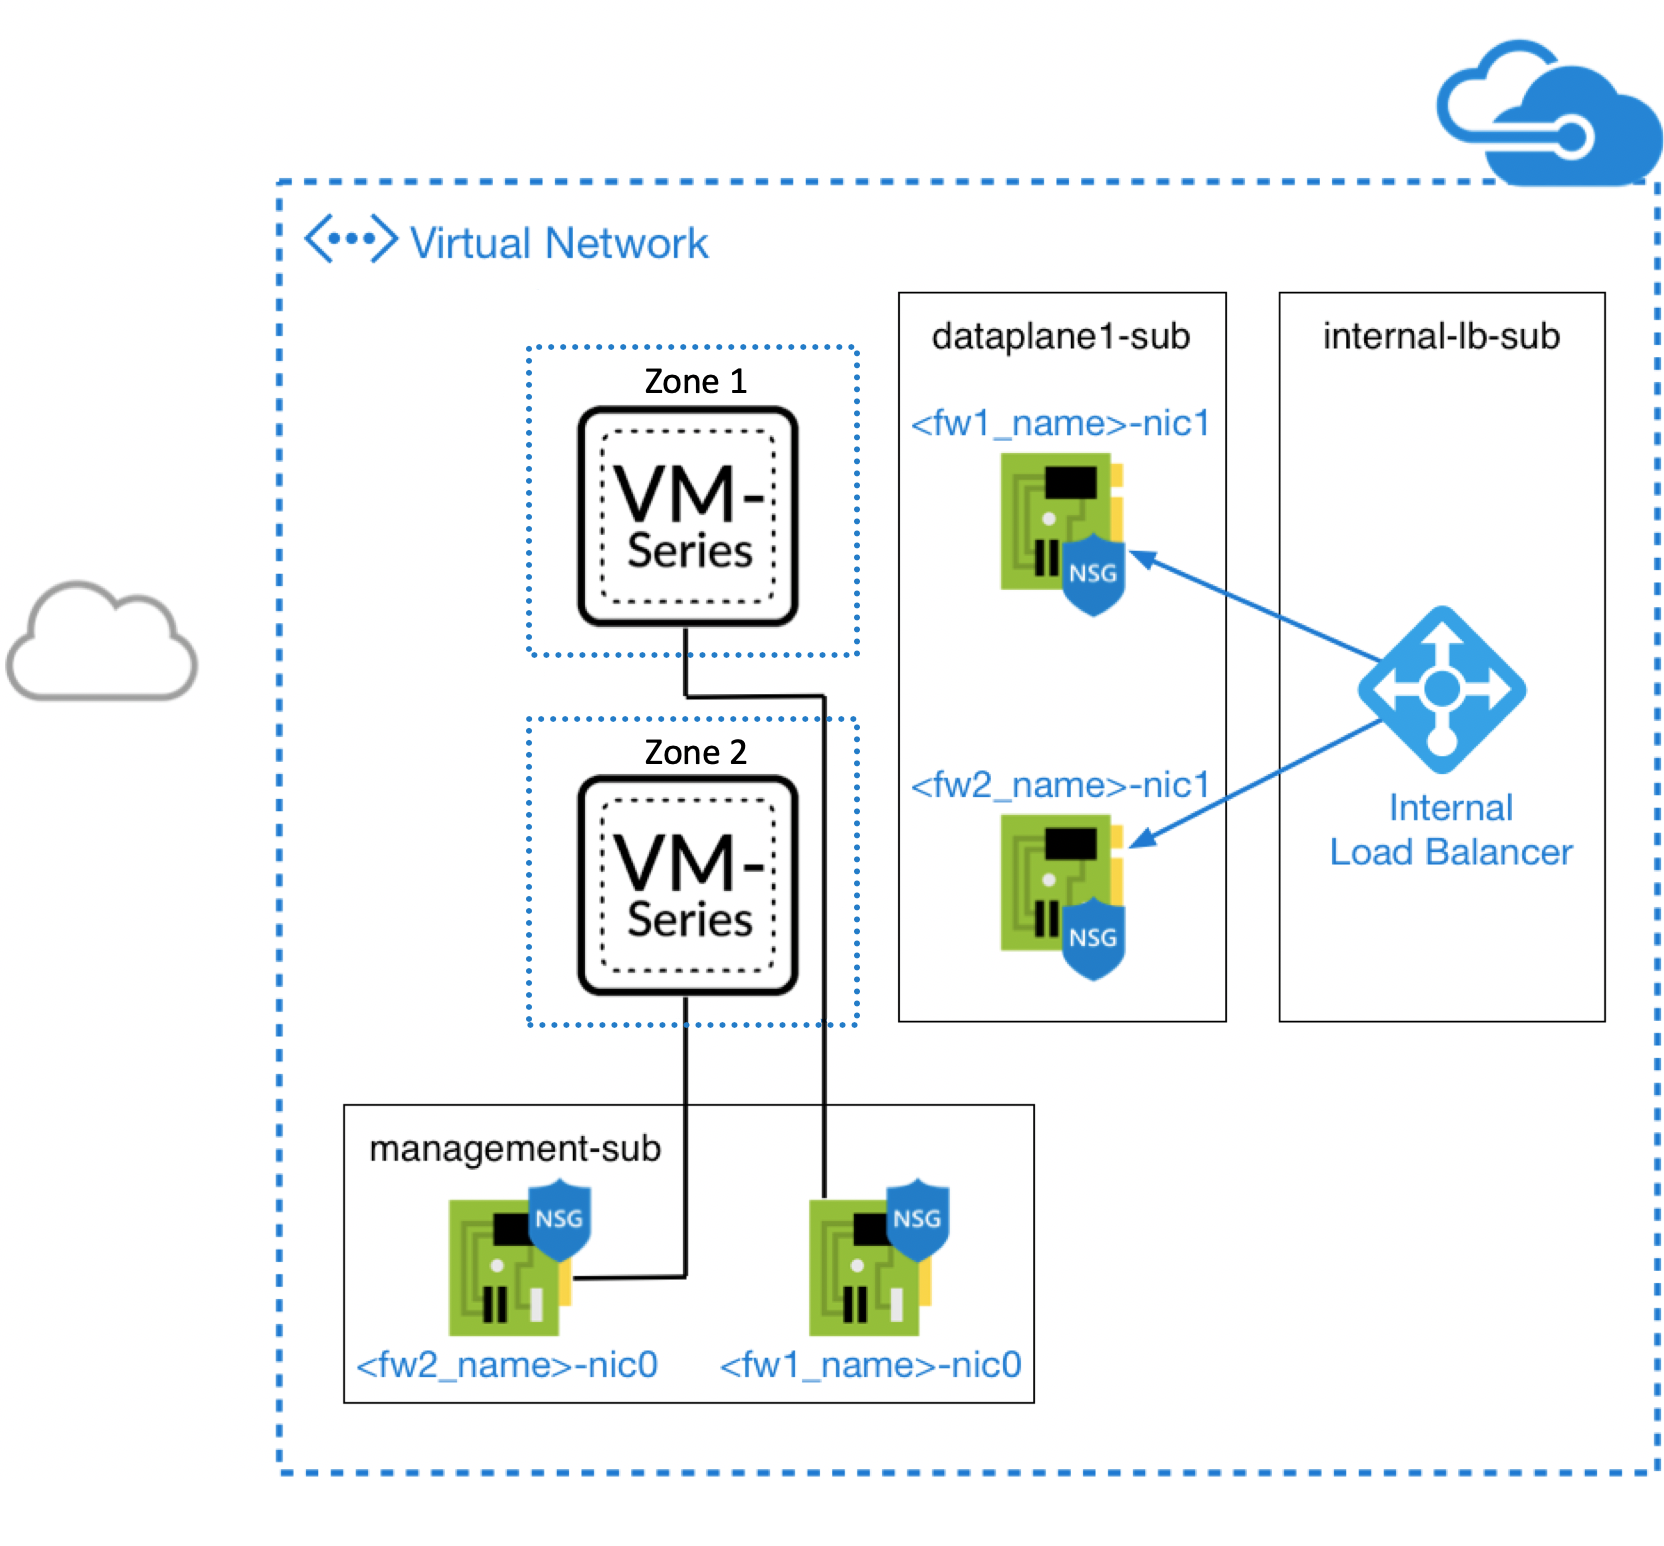 Virtual Network
Zone 1
VM-
Series
Zone 2
VM-
Series
dataplane1-sub
<fw1_name>-nic1
NSG
<fw2_name>-nic1
NSG
internal-lb-sub
Internal
Load Balancer
management-sub
NSG
NSG
<fw2_name>-nic0
<fw1_name>-nic0